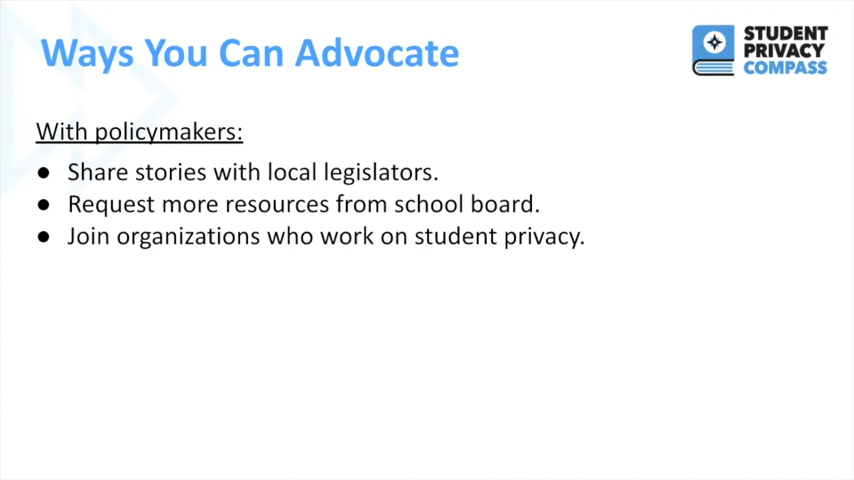 Ways You Can Advocate
STUDENT
PRIVACY
COMPASS
With policymakers:
● Share stories with local legislators.
● Request more resources from school board.
● Join organizations who work on student privacy.